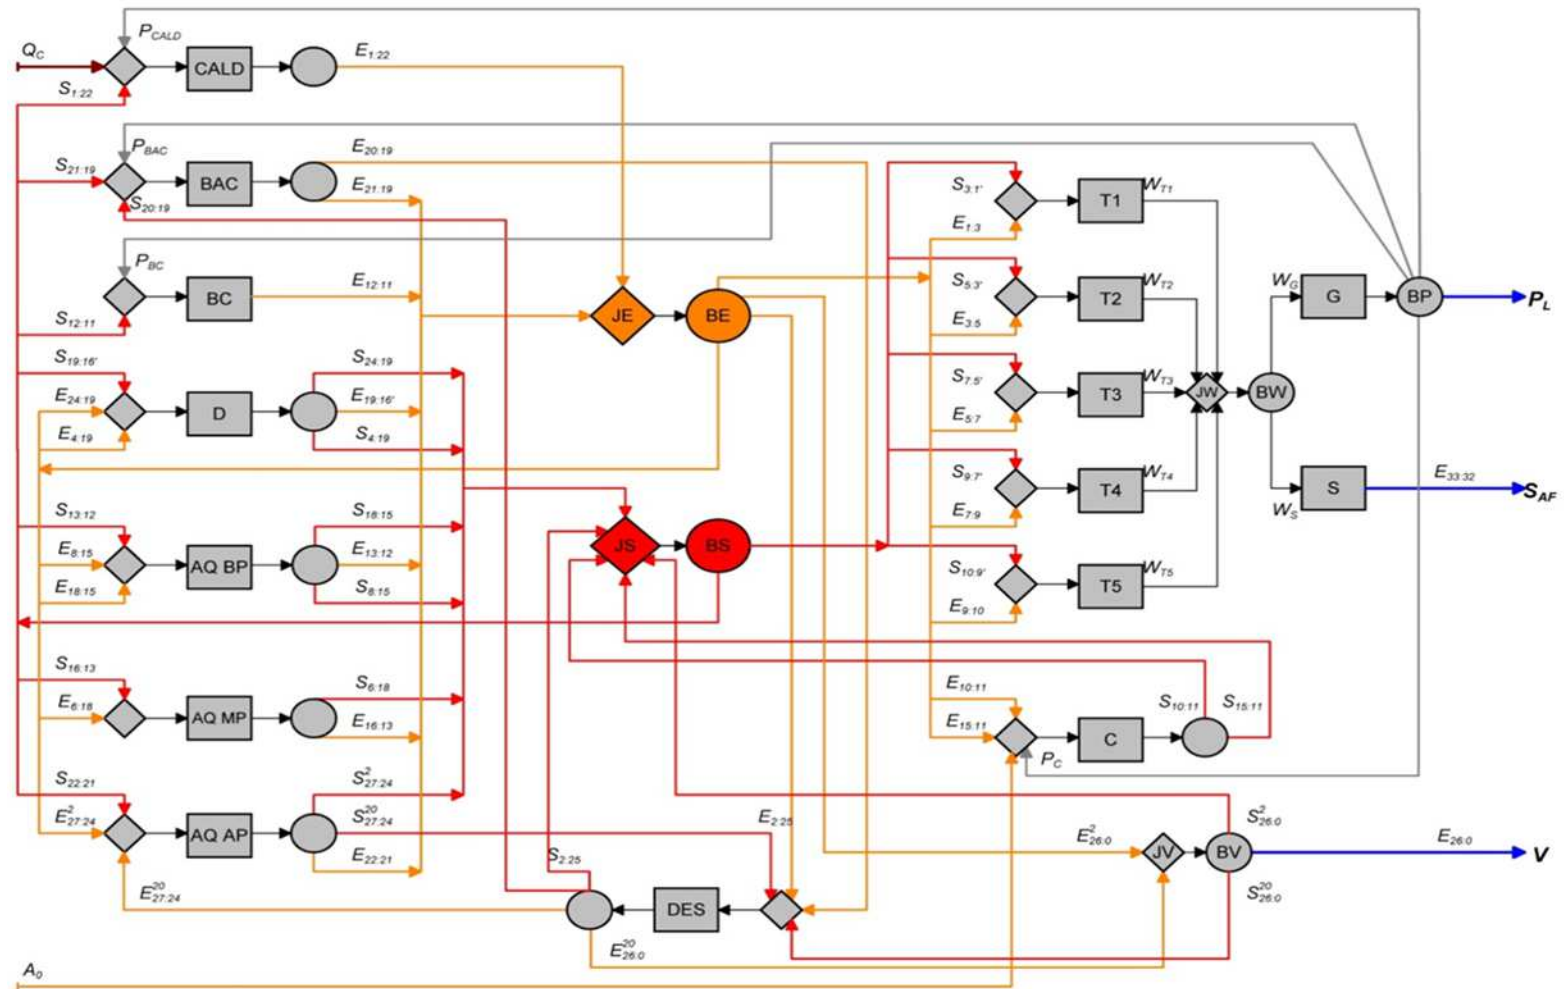 P_CALD
Q_C
CALD
E_1:22
S_1:22
P_BAC
E_20:19
S_21:19
BAC
E_21:19
S_20:19
S_3:1'
T1
W_T1
E_1:3
P_BC
BC
E_12:11
S_12:11
JE
BE
S_5:3'
T2
W_T2
E_3:5
W_G
G
BP
P_L
S_19:16'
S_24:19
E_24:19
D
E_19:16'
E_4:19
S_4:19
S_7:5'
T3
W_T3
JW
BW
E_5:7
S_9:7'
T4
W_T4
E_7:9
S
W_S
E_33:32
S_AF
S_13:12
S_18:15
E_8:15
AQ BP
E_13:12
E_18:15
S_8:15
JS
BS
S_10:9'
T5
W_T5
E_9:10
S_16:13
S_6:18
E_6:18
AQ MP
E_16:13
E_10:11
E_15:11
P_C
C
S_10:11
S_15:11
S_22:21
S^2_27:24
E^2_27:24
AQ AP
S^20_27:24
E_22:21
E_2:25
S_2:25
E^20_27:24
DES
E^20_26:0
E^2_26:0
JV
BV
S^2_26:0
E_26:0
V
S^20_26:0
A_0